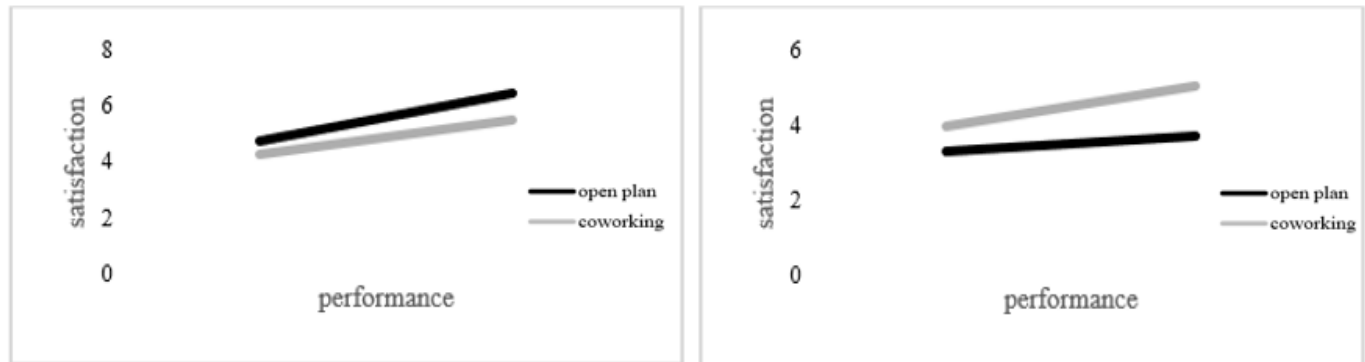 8
6
4
2
0
satisfaction
performance
open plan
coworking
6
4
2
0
satisfaction
performance
open plan
coworking